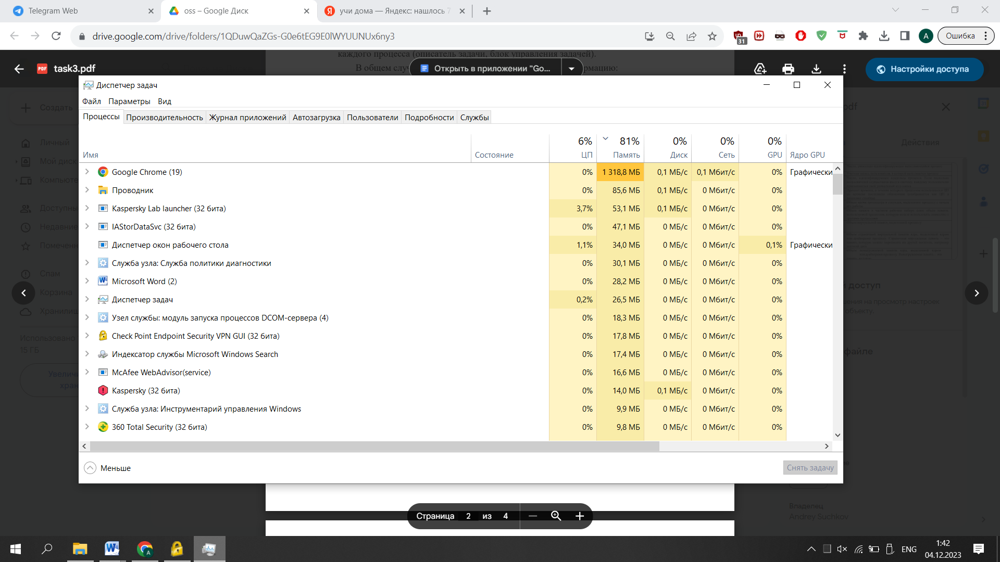 Telegram Web
oss – Google Диск
учи дома — Яндекс: нашлось 7
drive.google.com/drive/folders/1QDuwQaZGs-G0e6tEG9E0lWYUUNUx6ny3
31
A
Ошибка
каждого процесса (описатель задачи, блок управления задачей).
PDF task3.pdf
В общем случ
Открыть в приложении "Go...
рмацию:
Настройки доступа
Диспетчер задач
Файл Параметры Вид
Процессы Производительность Журнал приложений Автозагрузка Пользователи Подробности Службы
6% 81% 0% 0% 0%
Имя Состояние ЦП Память Диск Сеть GPU Ядро GPU
Google Chrome (19) 0% 1 318,8 МБ 0,1 МБ/с 0,1 Мбит/с 0% Графически
Проводник 0% 85,6 МБ 0,1 МБ/с 0 Мбит/с 0%
Kaspersky Lab launcher (32 бита) 3,7% 53,1 МБ 0,1 МБ/с 0 Мбит/с 0%
IAStorDataSvc (32 бита) 0% 47,1 МБ 0 МБ/с 0 Мбит/с 0%
Диспетчер окон рабочего стола 1,1% 34,0 МБ 0 МБ/с 0 Мбит/с 0,1% Графически
Служба узла: Служба политики диагностики 0% 30,1 МБ 0 МБ/с 0 Мбит/с 0%
Microsoft Word (2) 0% 28,2 МБ 0 МБ/с 0 Мбит/с 0%
Диспетчер задач 0,2% 26,5 МБ 0 МБ/с 0 Мбит/с 0%
Узел службы: модуль запуска процессов DCOM-сервера (4) 0% 18,3 МБ 0 МБ/с 0 Мбит/с 0%
Check Point Endpoint Security VPN GUI (32 бита) 0% 17,8 МБ 0 МБ/с 0 Мбит/с 0%
Индексатор службы Microsoft Windows Search 0% 17,4 МБ 0 МБ/с 0 Мбит/с 0%
McAfee WebAdvisor(service) 0% 16,6 МБ 0 МБ/с 0 Мбит/с 0%
Kaspersky (32 бита) 0% 14,0 МБ 0,1 МБ/с 0 Мбит/с 0%
Служба узла: Инструментарий управления Windows 0% 9,9 МБ 0 МБ/с 0 Мбит/с 0%
360 Total Security (32 бита) 0% 9,8 МБ 0 МБ/с 0 Мбит/с 0%
Меньше
Снять задачу
Создать
Личный
Мой диск
Компьюте
Доступны
Недавние
Помеченн
Спам
Корзина
Хранилищ
Использовано
15 ГБ
Увеличи
хран
pdf
Действия
доступ
ения на просмотр настроек
объекту.
файле
Владелец
Andrey Suchkov
Страница 2 из 4
ENG
1:42
04.12.2023